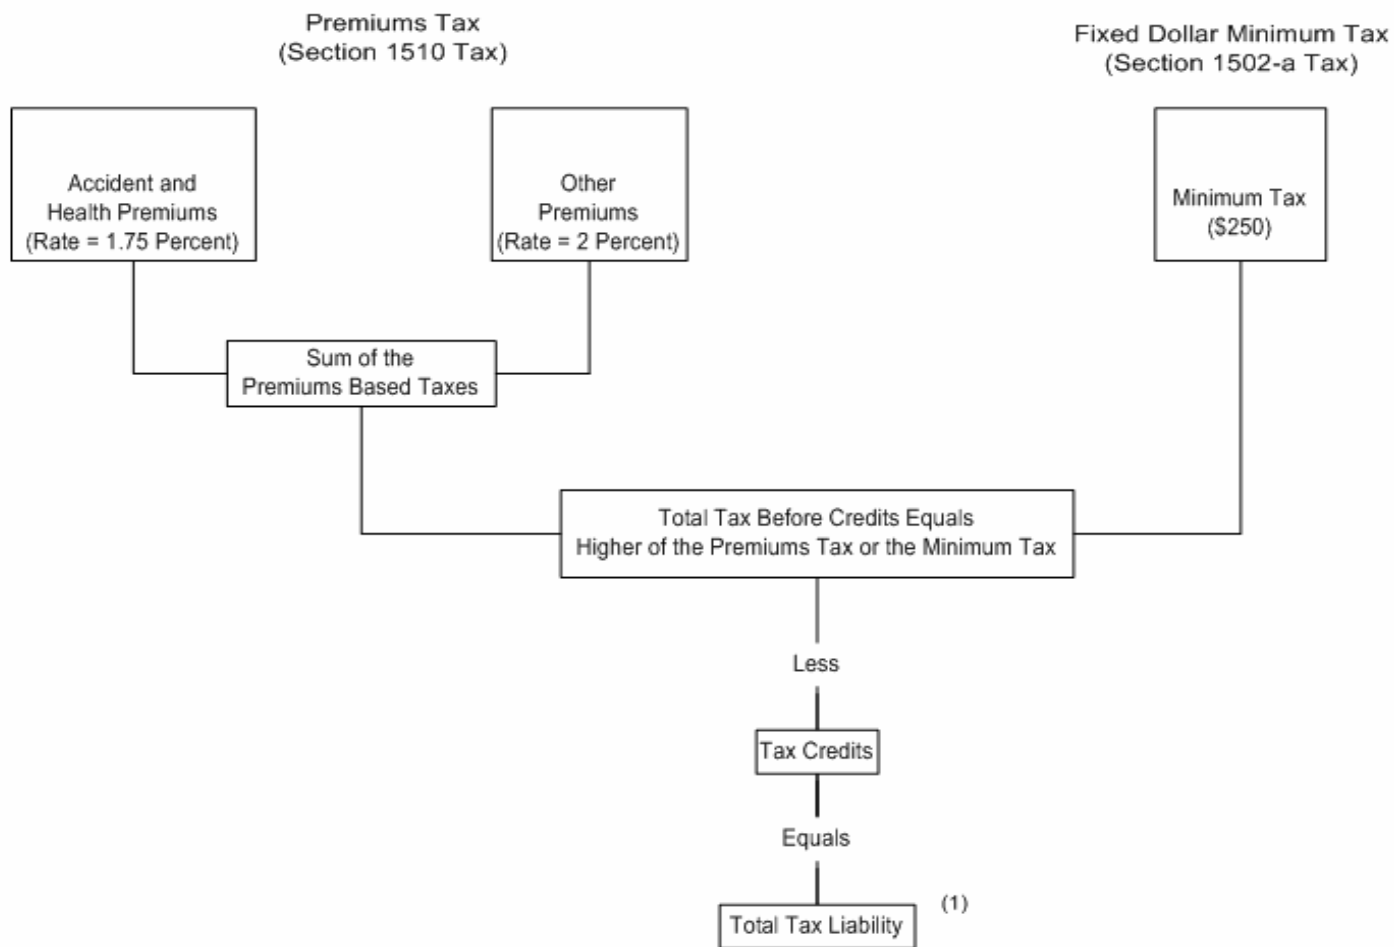 Premiums Tax
(Section 1510 Tax)
Fixed Dollar Minimum Tax
(Section 1502-a Tax)
Accident and
Health Premiums
(Rate = 1.75 Percent)
Other
Premiums
(Rate = 2 Percent)
Minimum Tax
($250)
Sum of the
Premiums Based Taxes
Total Tax Before Credits Equals
Higher of the Premiums Tax or the Minimum Tax
Less
Tax Credits
Equals
Total Tax Liability
(1)